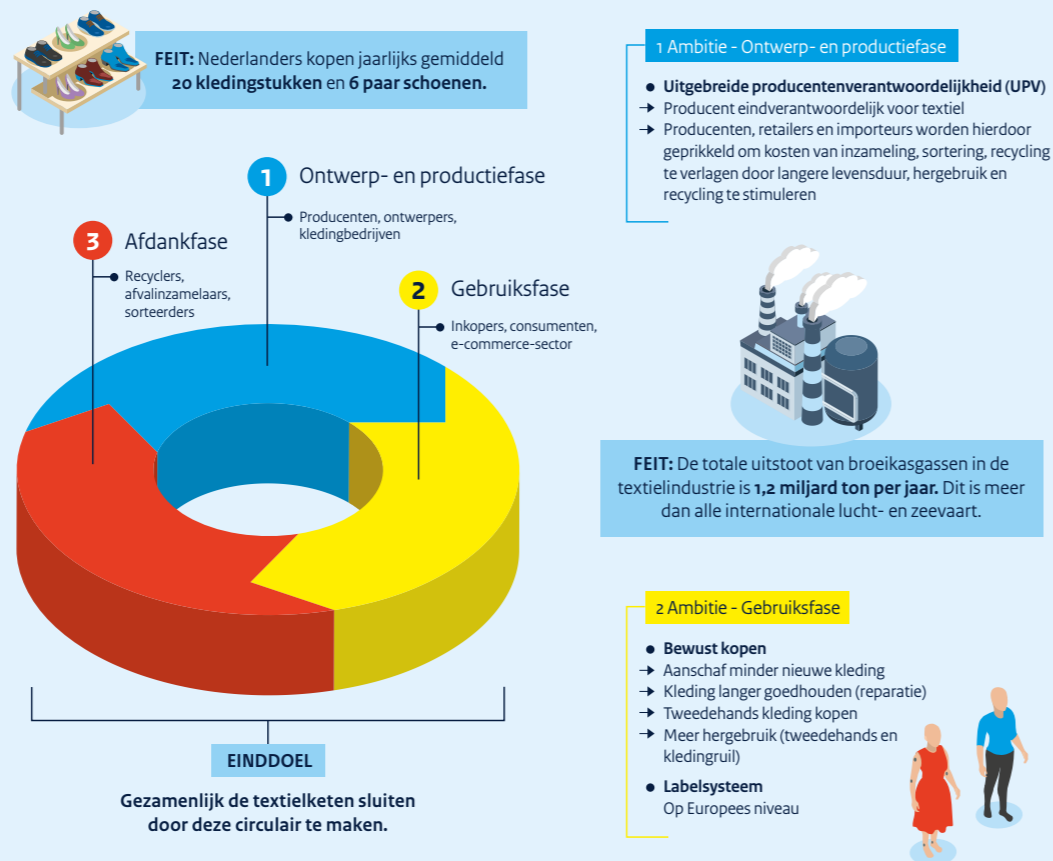 FEIT: Nederlanders kopen jaarlijks gemiddeld
20 kledingstukken en 6 paar schoenen.
1 Ontwerp- en productiefase
Producenten, ontwerpers,
kledingbedrijven
3 Afdankfase
Recyclers,
afvalinzamelaars,
sorteerders
2 Gebruiksfase
Inkopers, consumenten,
e-commerce-sector
EINDDOEL
Gezamenlijk de textielketen sluiten
door deze circulair te maken.
1 Ambitie - Ontwerp- en productiefase
● Uitgebreide producentenverantwoordelijkheid (UPV)
→ Producent eindverantwoordelijk voor textiel
→ Producenten, retailers en importeurs worden hierdoor
geprikkeld om kosten van inzameling, sortering, recycling
te verlagen door langere levensduur, hergebruik en
recycling te stimuleren
FEIT: De totale uitstoot van broeikasgassen in de
textielindustrie is 1,2 miljard ton per jaar. Dit is meer
dan alle internationale lucht- en zeevaart.
2 Ambitie - Gebruiksfase
● Bewust kopen
→ Aanschaf minder nieuwe kleding
→ Kleding langer goedhouden (reparatie)
→ Tweedehands kleding kopen
→ Meer hergebruik (tweedehands en
kledingruil)
● Labelsysteem
Op Europees niveau